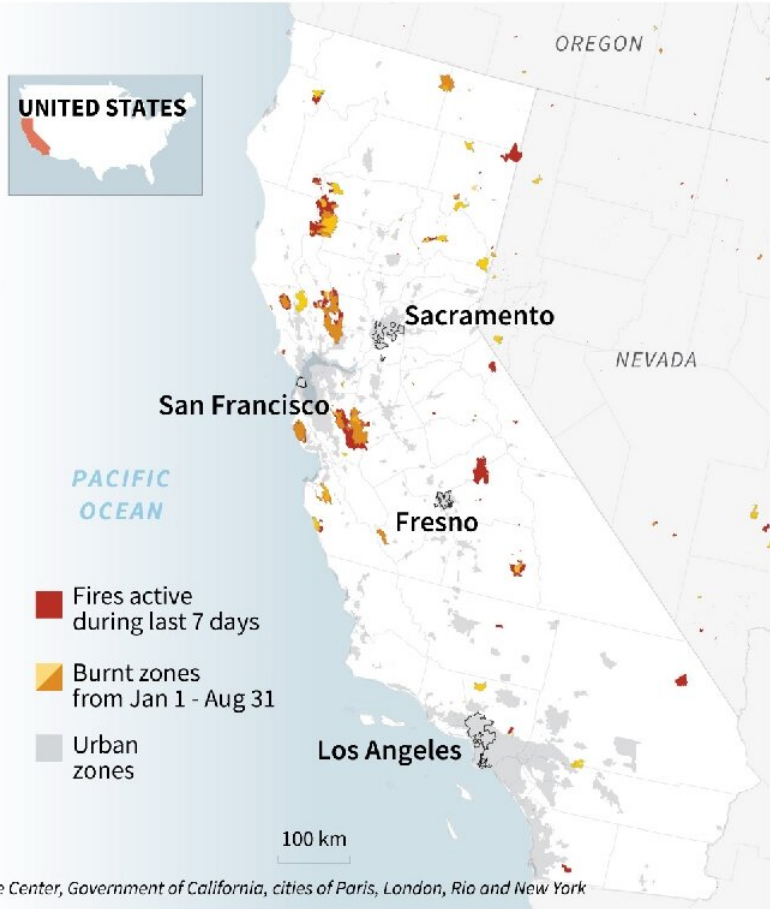 OREGON
UNITED STATES
Sacramento
NEVADA
San Francisco
PACIFIC
OCEAN
Fresno
Fires active
during last 7 days
Burnt zones
from Jan 1 - Aug 31
Urban
zones
Los Angeles
100 km
Center, Government of California, cities of Paris, London, Rio and New York